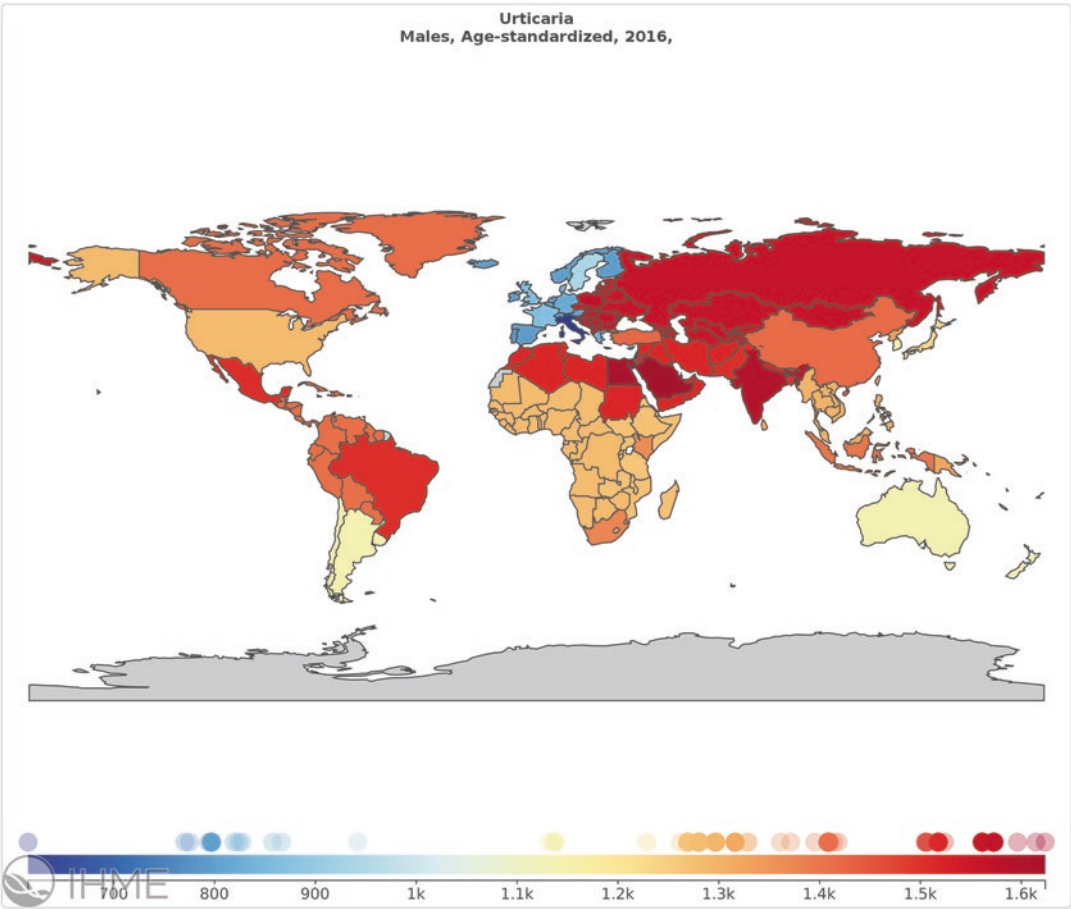 Urticaria
Males, Age-standardized, 2016,
IHME
700 800 900 1k 1.1k 1.2k 1.3k 1.4k 1.5k 1.6k